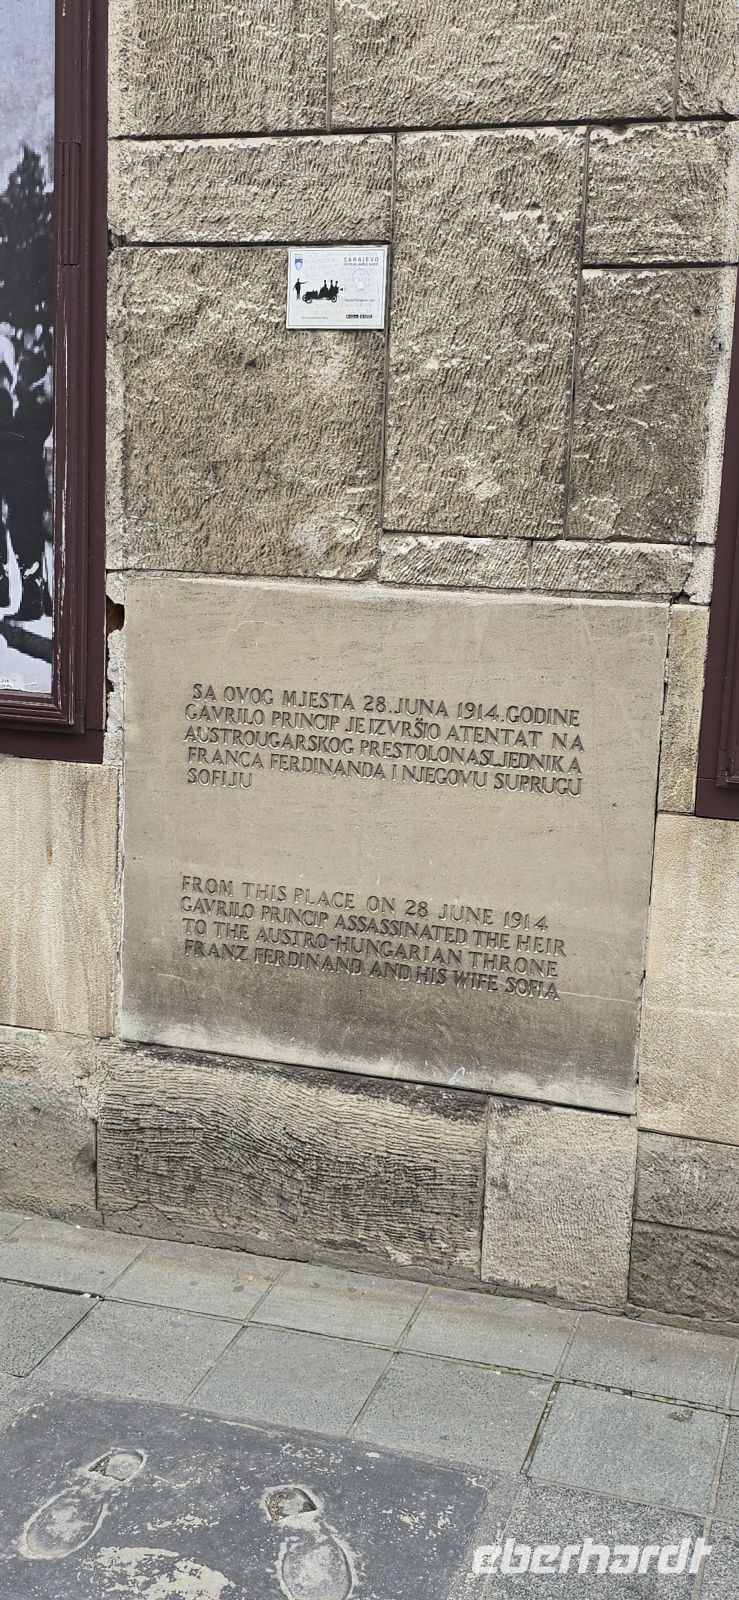 SARAJEVO
SA OVOG MJESTA 28.JUNA 1914.GODINE
GAVRILO PRINCIP JE IZVRŠIO ATENTAT NA
AUSTROUGARSKOG PRESTOLONASLJEDNIKA
FRANCA FERDINANDA I NJEGOVU SUPRUGU
SOFIJU
FROM THIS PLACE ON 28 JUNE 1914
GAVRILO PRINCIP ASSASSINATED THE HEIR
TO THE AUSTRO-HUNGARIAN THRONE
FRANZ FERDINAND AND HIS WIFE SOFIA
eberhardt